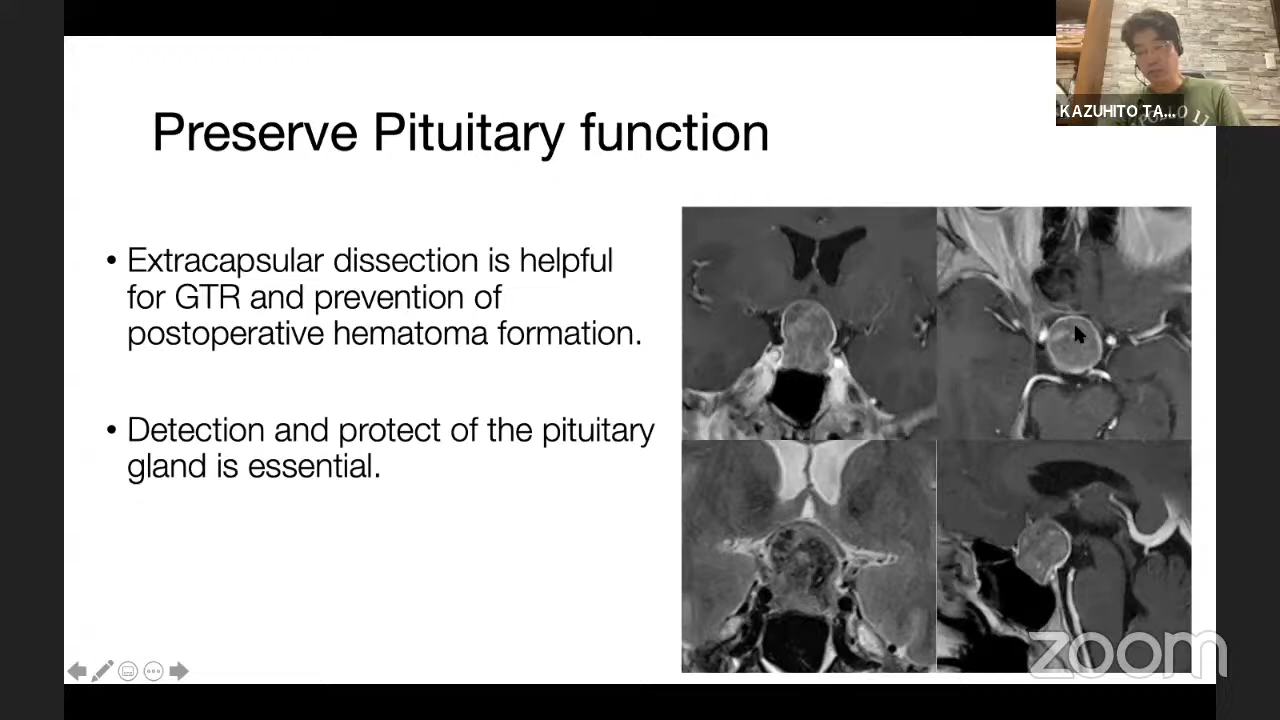 Preserve Pituitary function
• Extracapsular dissection is helpful
for GTR and prevention of
postoperative hematoma formation.
• Detection and protect of the pituitary
gland is essential.
KAZUHITO TA...
zoom